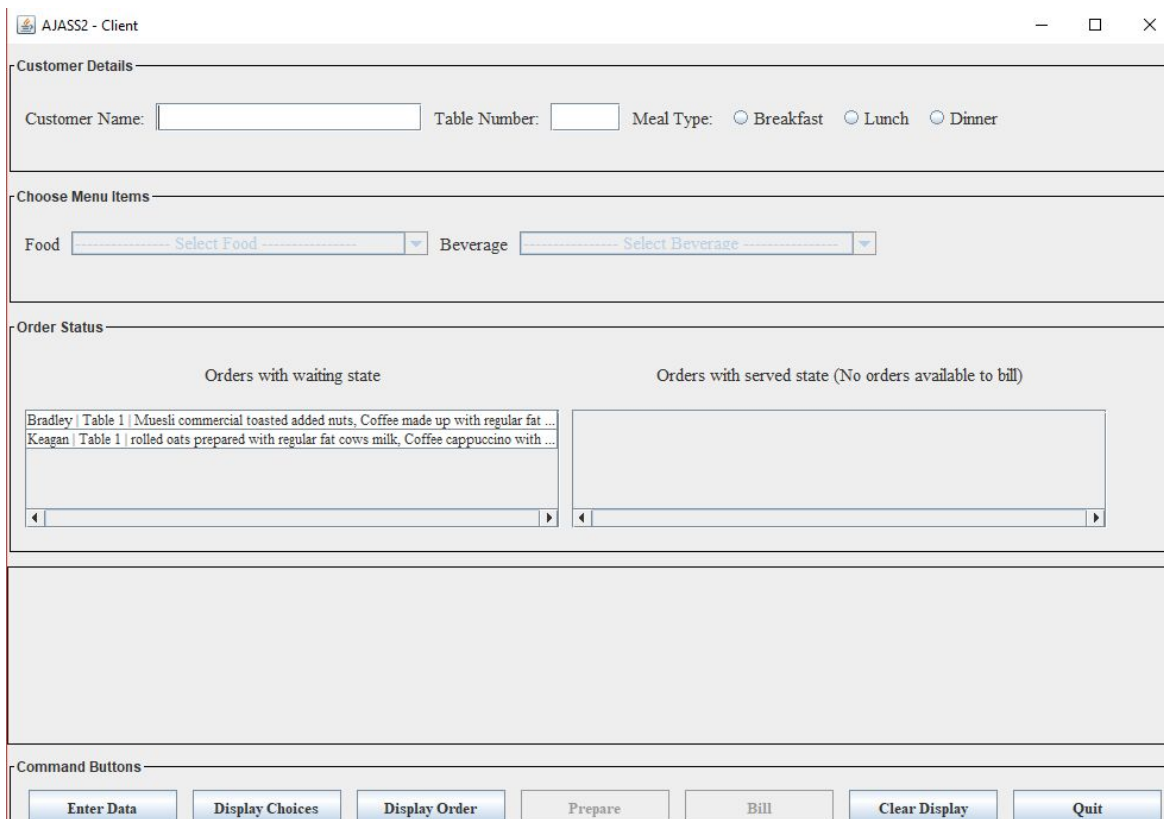 AJASS2 - Client
Customer Details
Customer Name: Table Number: Meal Type: Breakfast Lunch Dinner
Choose Menu Items
Food ---------------- Select Food ---------------- Beverage ---------------- Select Beverage ----------------
Order Status
Orders with waiting state Orders with served state (No orders available to bill)
Bradley | Table 1 | Muesli commercial toasted added nuts, Coffee made up with regular fat ...
Keagan | Table 1 | rolled oats prepared with regular fat cows milk, Coffee cappuccino with ...
Command Buttons
Enter Data Display Choices Display Order Prepare Bill Clear Display Quit